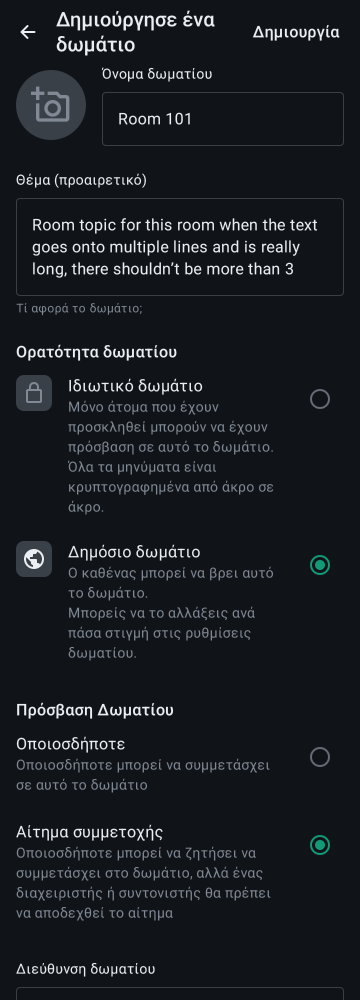 Δημιούργησε ένα
δωμάτιο
Δημιουργία
Όνομα δωματίου
Room 101
Θέμα (προαιρετικό)
Room topic for this room when the text
goes onto multiple lines and is really
long, there shouldn’t be more than 3
Τί αφορά το δωμάτιο;
Ορατότητα δωματίου
Ιδιωτικό δωμάτιο
Μόνο άτομα που έχουν
προσκληθεί μπορούν να έχουν
πρόσβαση σε αυτό το δωμάτιο.
Όλα τα μηνύματα είναι
κρυπτογραφημένα από άκρο σε
άκρο.
Δημόσιο δωμάτιο
Ο καθένας μπορεί να βρει αυτό
το δωμάτιο.
Μπορείς να το αλλάξεις ανά
πάσα στιγμή στις ρυθμίσεις
δωματίου.
Πρόσβαση Δωματίου
Οποιοσδήποτε
Οποιοσδήποτε μπορεί να συμμετάσχει
σε αυτό το δωμάτιο
Αίτημα συμμετοχής
Οποιοσδήποτε μπορεί να ζητήσει να
συμμετάσχει στο δωμάτιο, αλλά ένας
διαχειριστής ή συντονιστής θα πρέπει
να αποδεχθεί το αίτημα
Διεύθυνση δωματίου